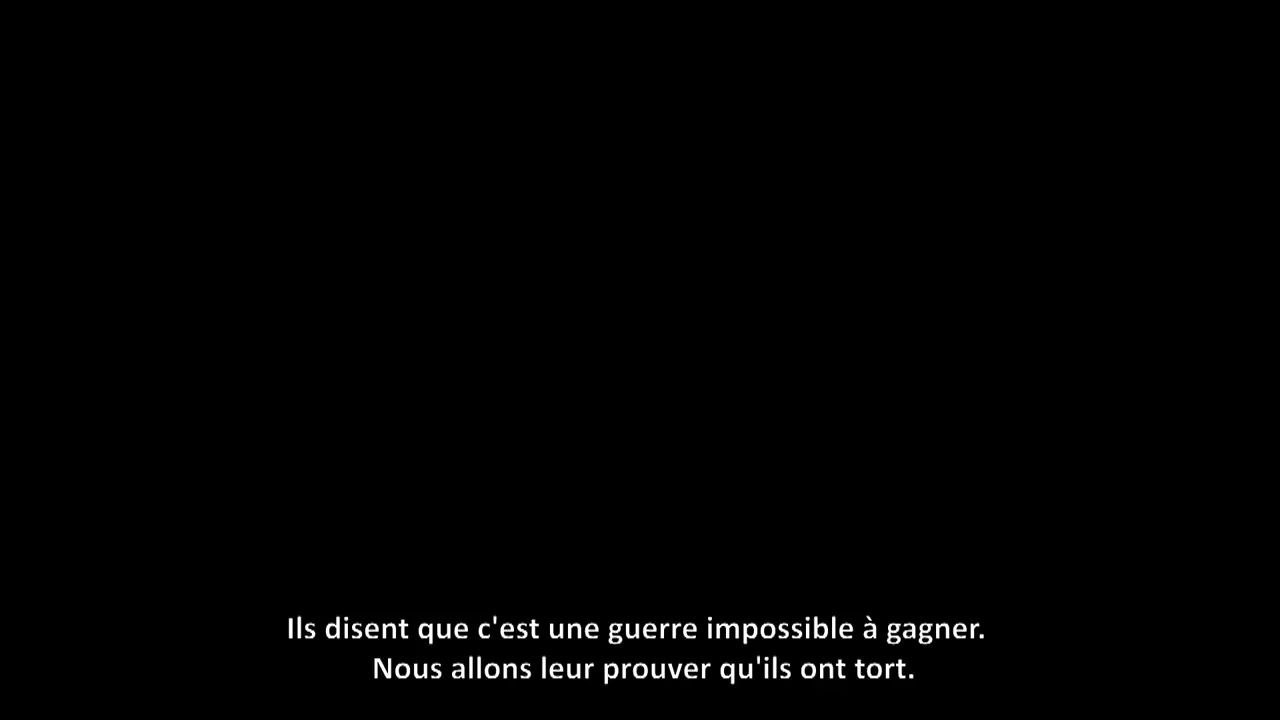 Ils disent que c'est une guerre impossible à gagner.
Nous allons leur prouver qu'ils ont tort.